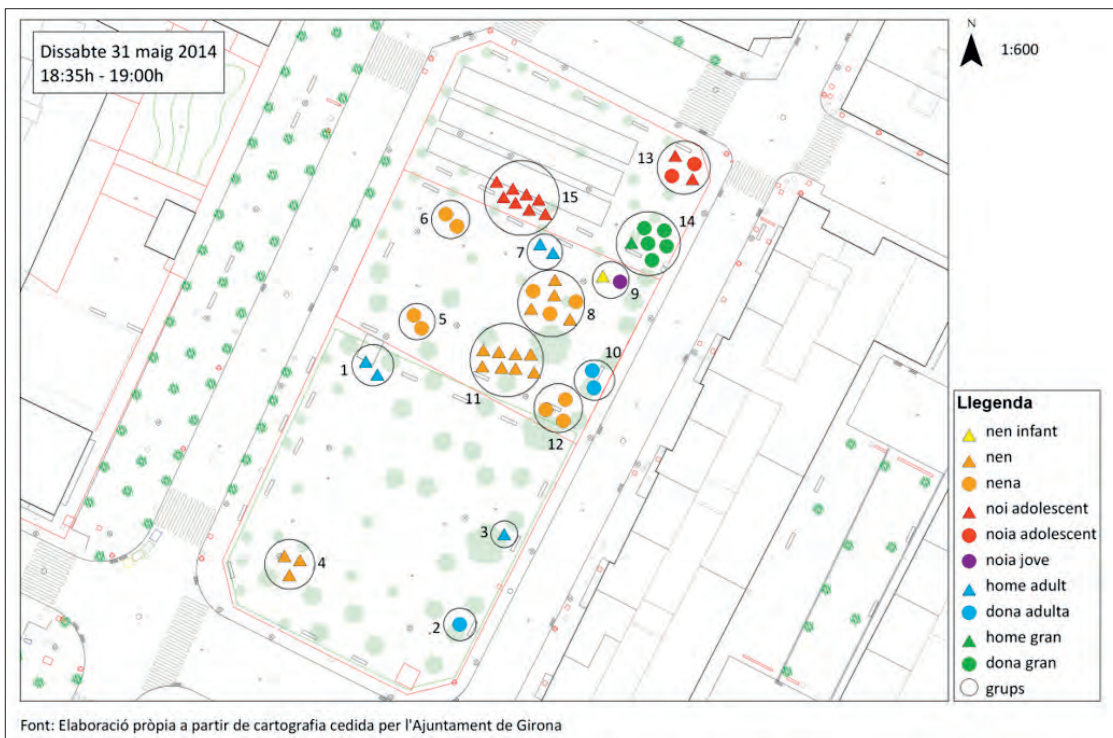 Dissabte 31 maig 2014
18:35h - 19:00h
N
1:600
13
15
14
6
7
9
8
5
10
1
11
12
3
4
2
Llegenda
nen infant
nen
nena
noi adolescent
noia adolescent
noia jove
home adult
dona adulta
home gran
dona gran
grups
Font: Elaboració pròpia a partir de cartografia cedida per l'Ajuntament de Girona